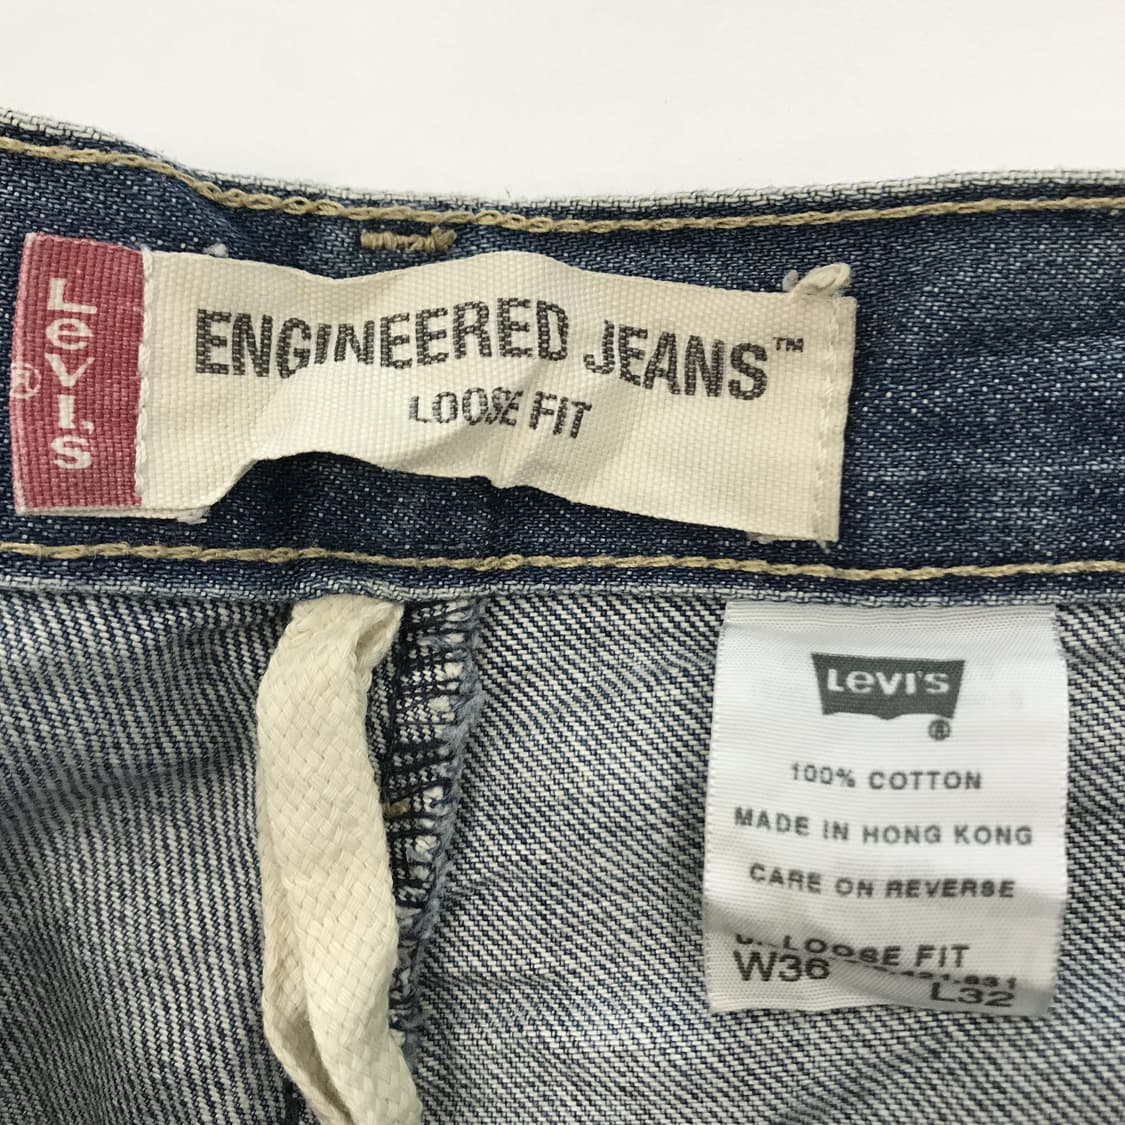 Levi's
®
ENGINEERED JEANS™
LOOSE FIT
LEVI'S
®
100% COTTON
MADE IN HONG KONG
CARE ON REVERSE
LOOSE FIT
W36
L32